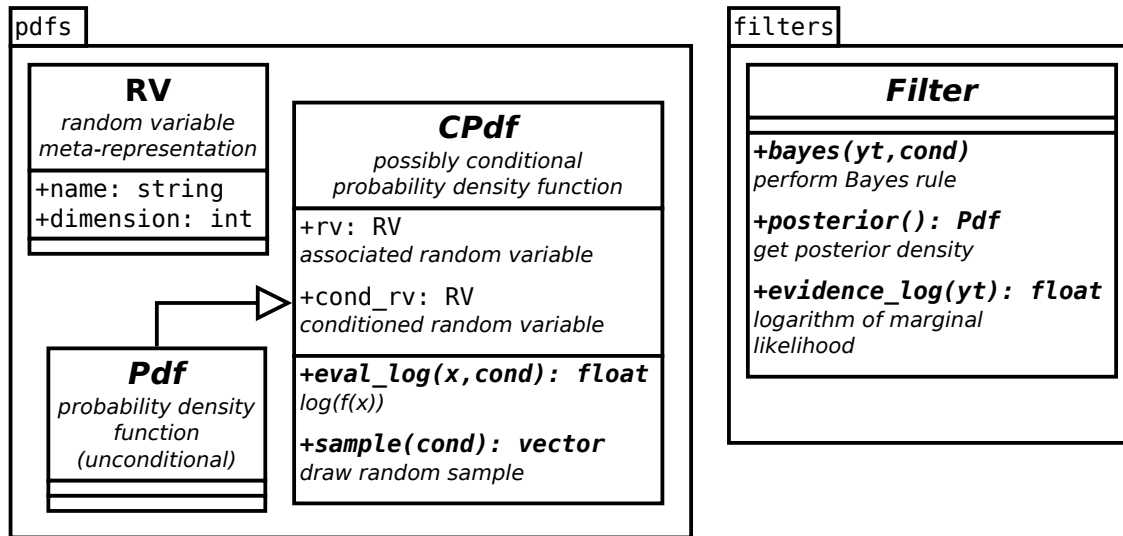 pdfs
RV
random variable
meta-representation
+name: string
+dimension: int
CPdf
possibly conditional
probability density function
+rv: RV
associated random variable
+cond_rv: RV
conditioned random variable
+eval_log(x,cond): float
log(f(x))
+sample(cond): vector
draw random sample
Pdf
probability density
function
(unconditional)
filters
Filter
+bayes(yt,cond)
perform Bayes rule
+posterior(): Pdf
get posterior density
+evidence_log(yt): float
logarithm of marginal
likelihood